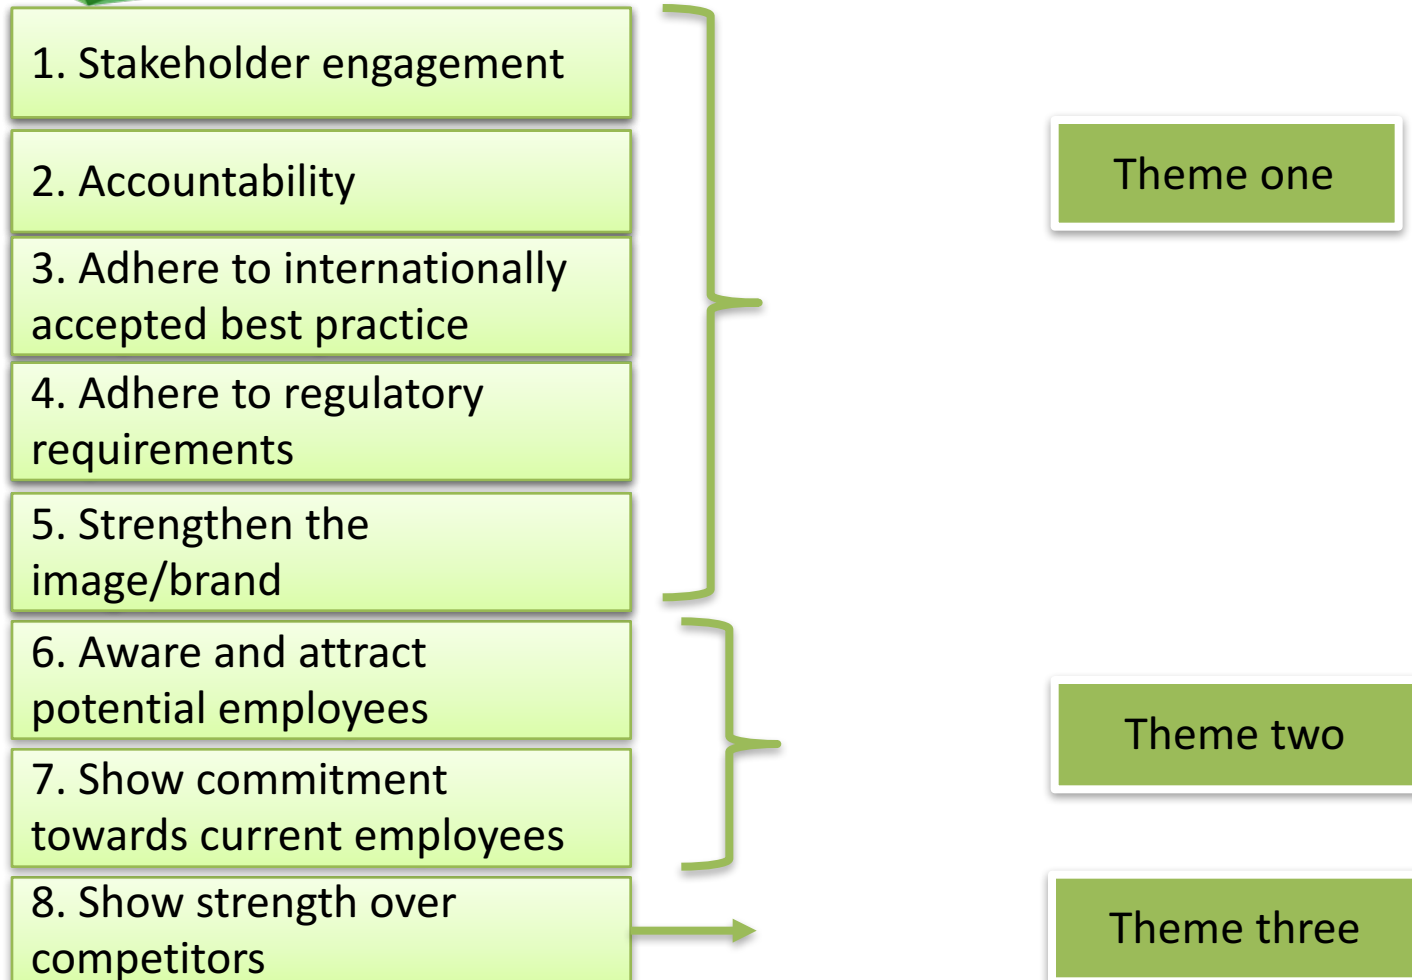 1. Stakeholder engagement
2. Accountability
3. Adhere to internationally
accepted best practice
4. Adhere to regulatory
requirements
5. Strengthen the
image/brand
6. Aware and attract
potential employees
7. Show commitment
towards current employees
8. Show strength over
competitors
Theme one
Theme two
Theme three